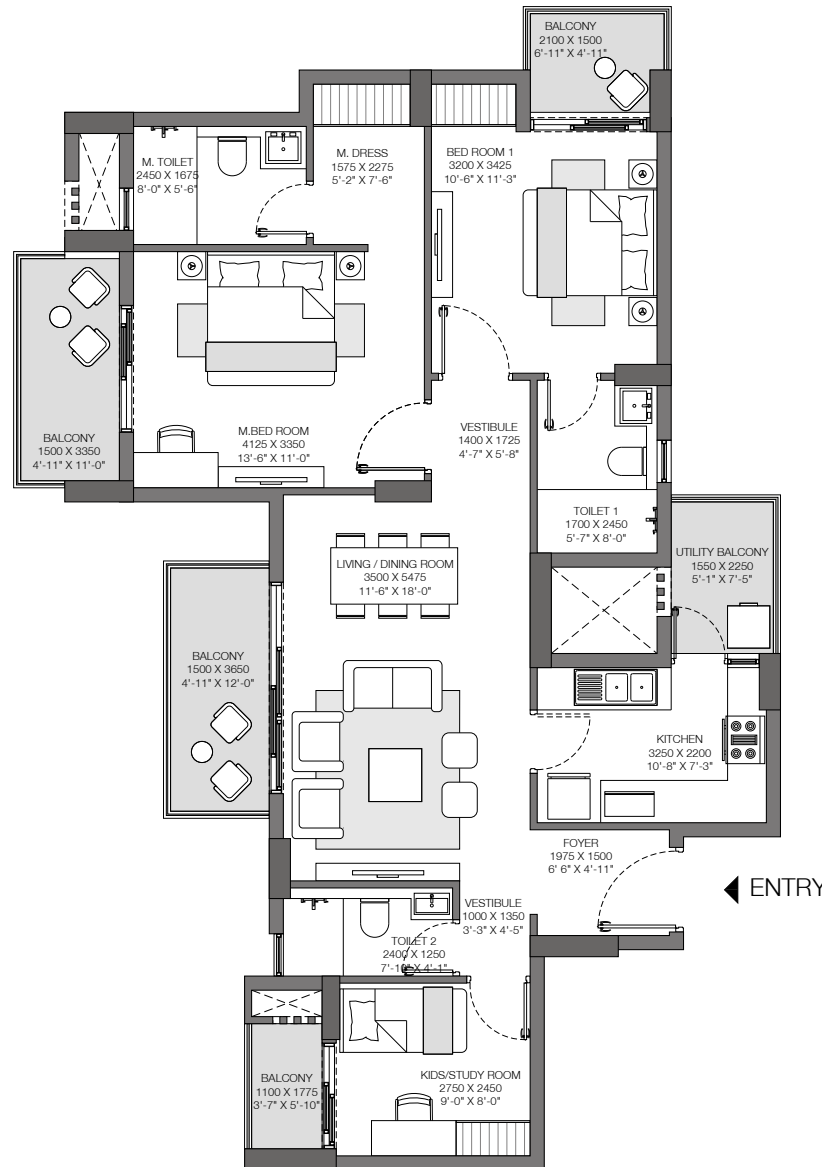 BALCONY
2100 X 1500
6'-11" X 4'-11"
M. TOILET
2450 X 1675
8'-0" X 5'-6"
M. DRESS
1575 X 2275
5'-2" X 7'-6"
BED ROOM 1
3200 X 3425
10'-6" X 11'-3"
BALCONY
1500 X 3350
4'-11" X 11'-0"
M.BED ROOM
4125 X 3350
13'-6" X 11'-0"
VESTIBULE
1400 X 1725
4'-7" X 5'-8"
TOILET 1
1700 X 2450
5'-7" X 8'-0"
UTILITY BALCONY
1550 X 2250
5'-1" X 7'-5"
LIVING / DINING ROOM
3500 X 5475
11'-6" X 18'-0"
BALCONY
1500 X 3650
4'-11" X 12'-0"
KITCHEN
3250 X 2200
10'-8" X 7'-3"
FOYER
1975 X 1500
6' 6" X 4'-11"
ENTRY
VESTIBULE
1000 X 1350
3'-3" X 4'-5"
TOILET 2
2400 X 1250
7'-10" X 4'-1"
BALCONY
1100 X 1775
3'-7" X 5'-10"
KIDS/STUDY ROOM
2750 X 2450
9'-0" X 8'-0"